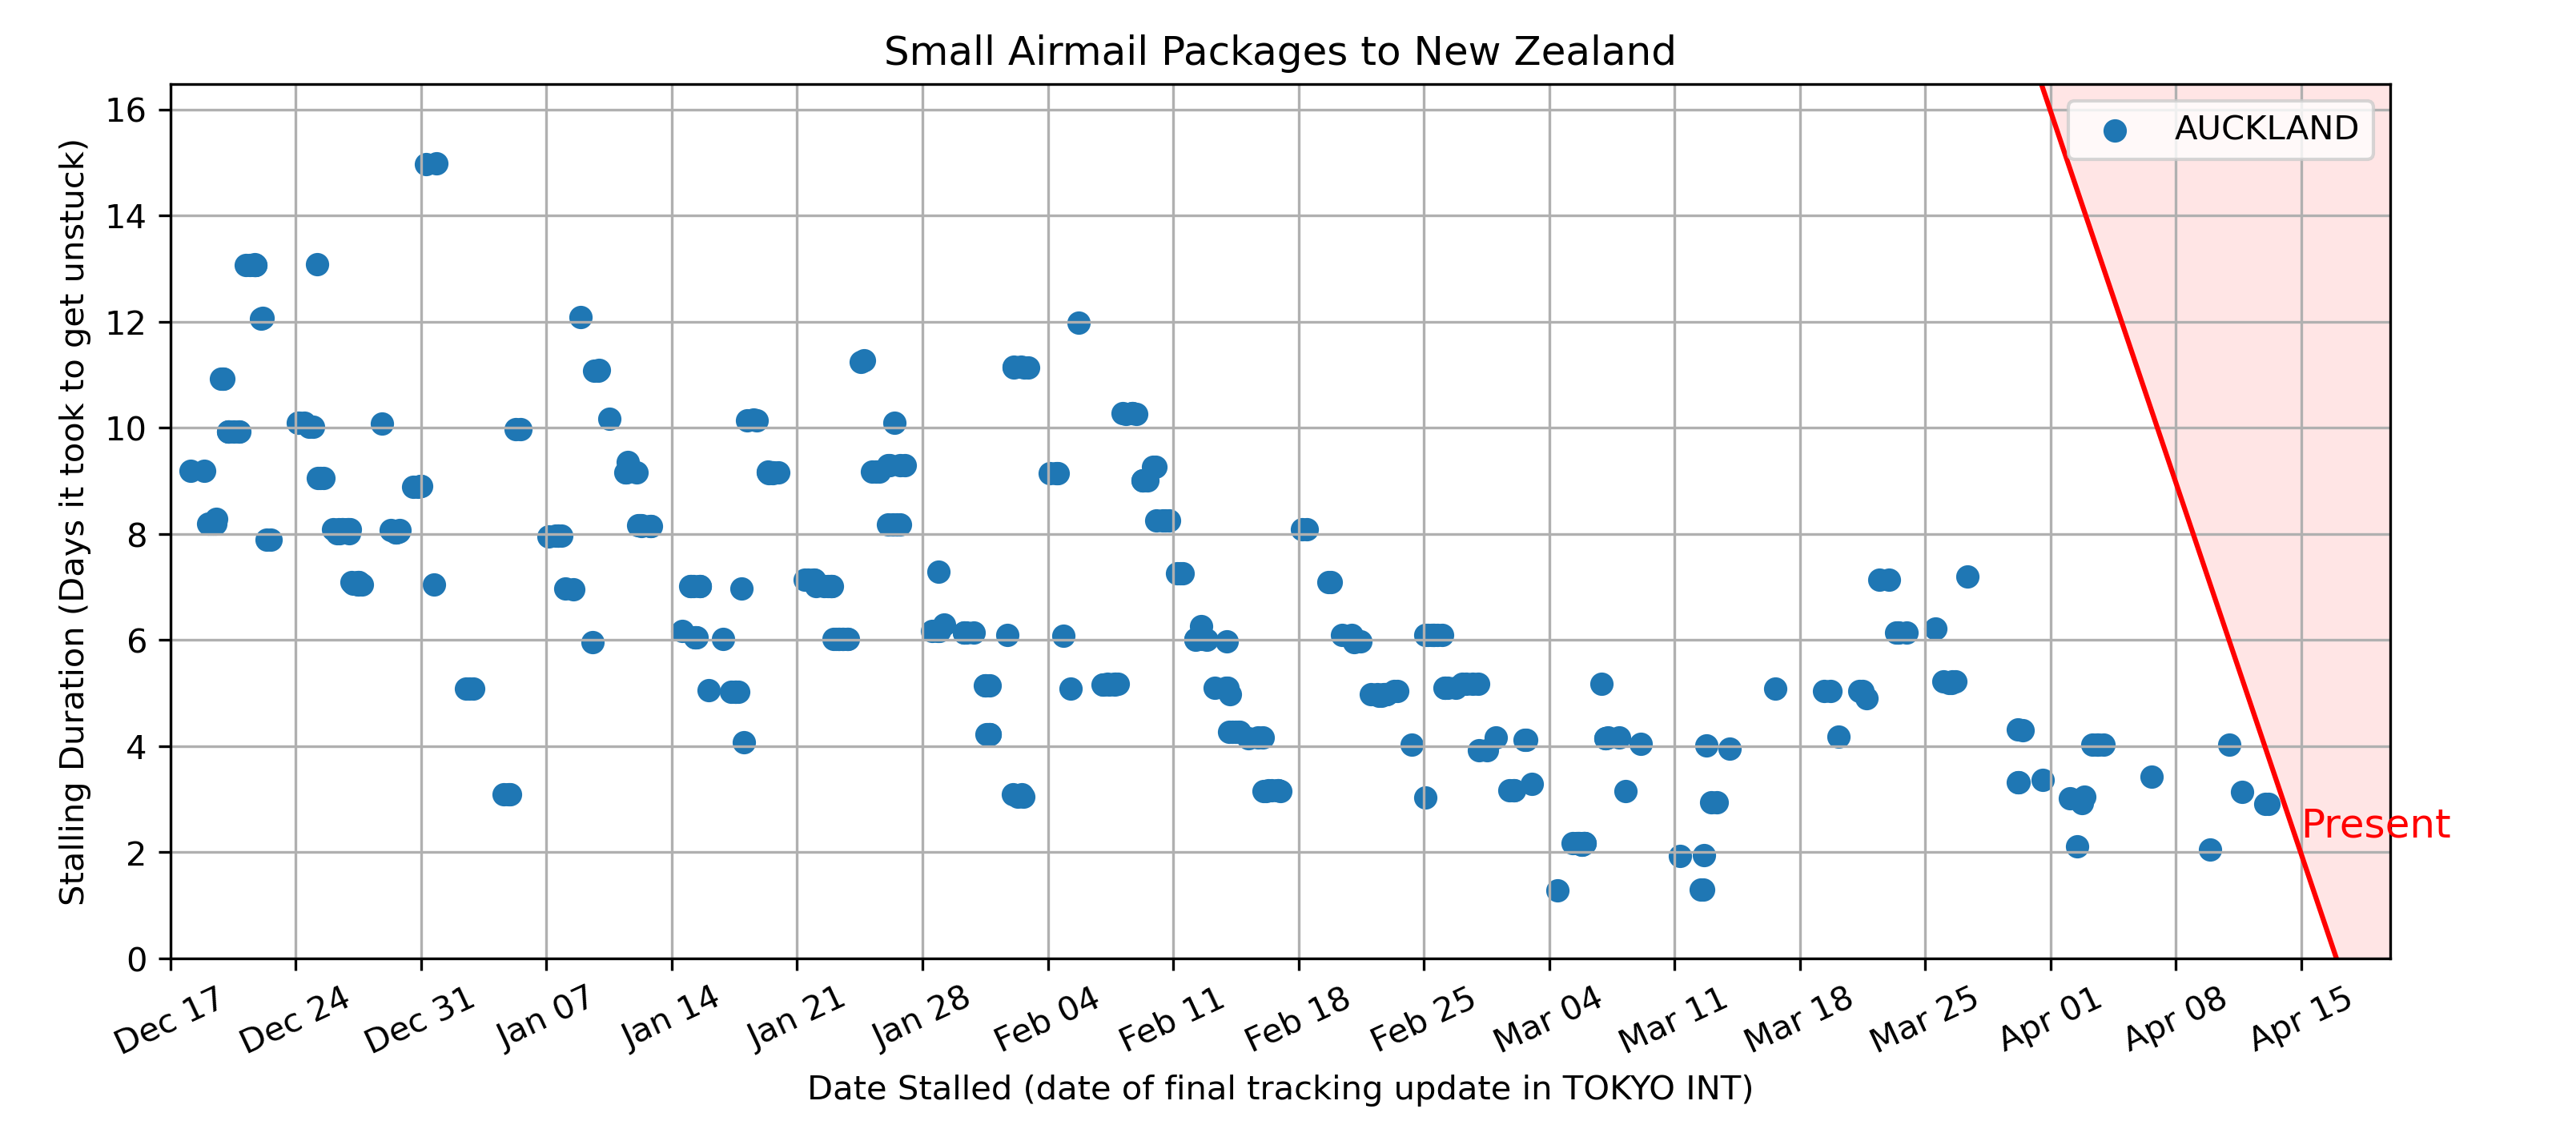 Small Airmail Packages to New Zealand
AUCKLAND
Stalling Duration (Days it took to get unstuck)
16
14
12
10
8
6
4
2
0
Present
Dec 17
Dec 24
Dec 31
Jan 07
Jan 14
Jan 21
Jan 28
Feb 04
Feb 11
Feb 18
Feb 25
Mar 04
Mar 11
Mar 18
Mar 25
Apr 01
Apr 08
Apr 15
Date Stalled (date of final tracking update in TOKYO INT)